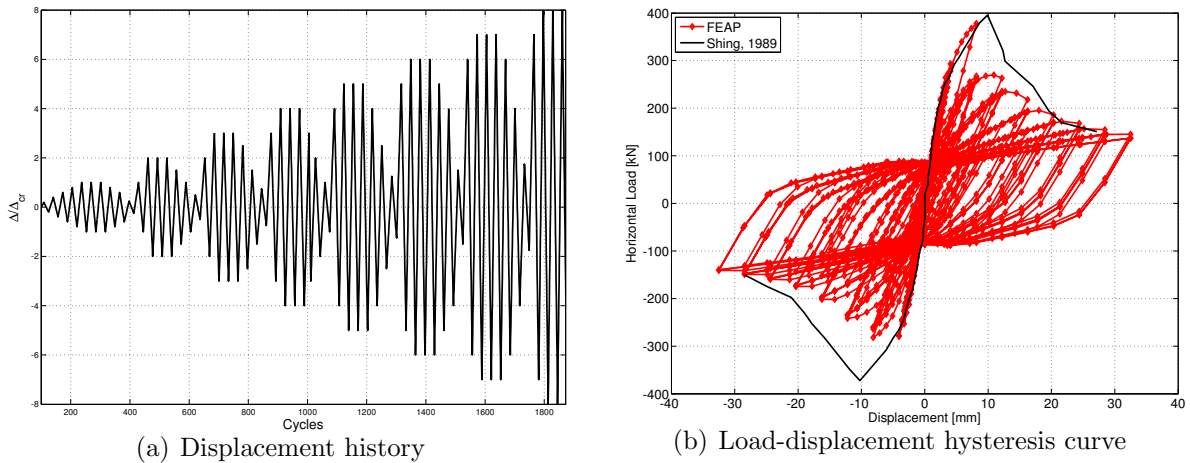 8
6
4
2
0
-2
-4
-6
-8
Δ/Δcr
200 400 600 800 1000 1200 1400 1600 1800
Cycles
(a) Displacement history
400
300
200
100
0
-100
-200
-300
-400
Horizontal Load [kN]
FEAP
Shing, 1989
-40 -30 -20 -10 0 10 20 30 40
Displacement [mm]
(b) Load-displacement hysteresis curve